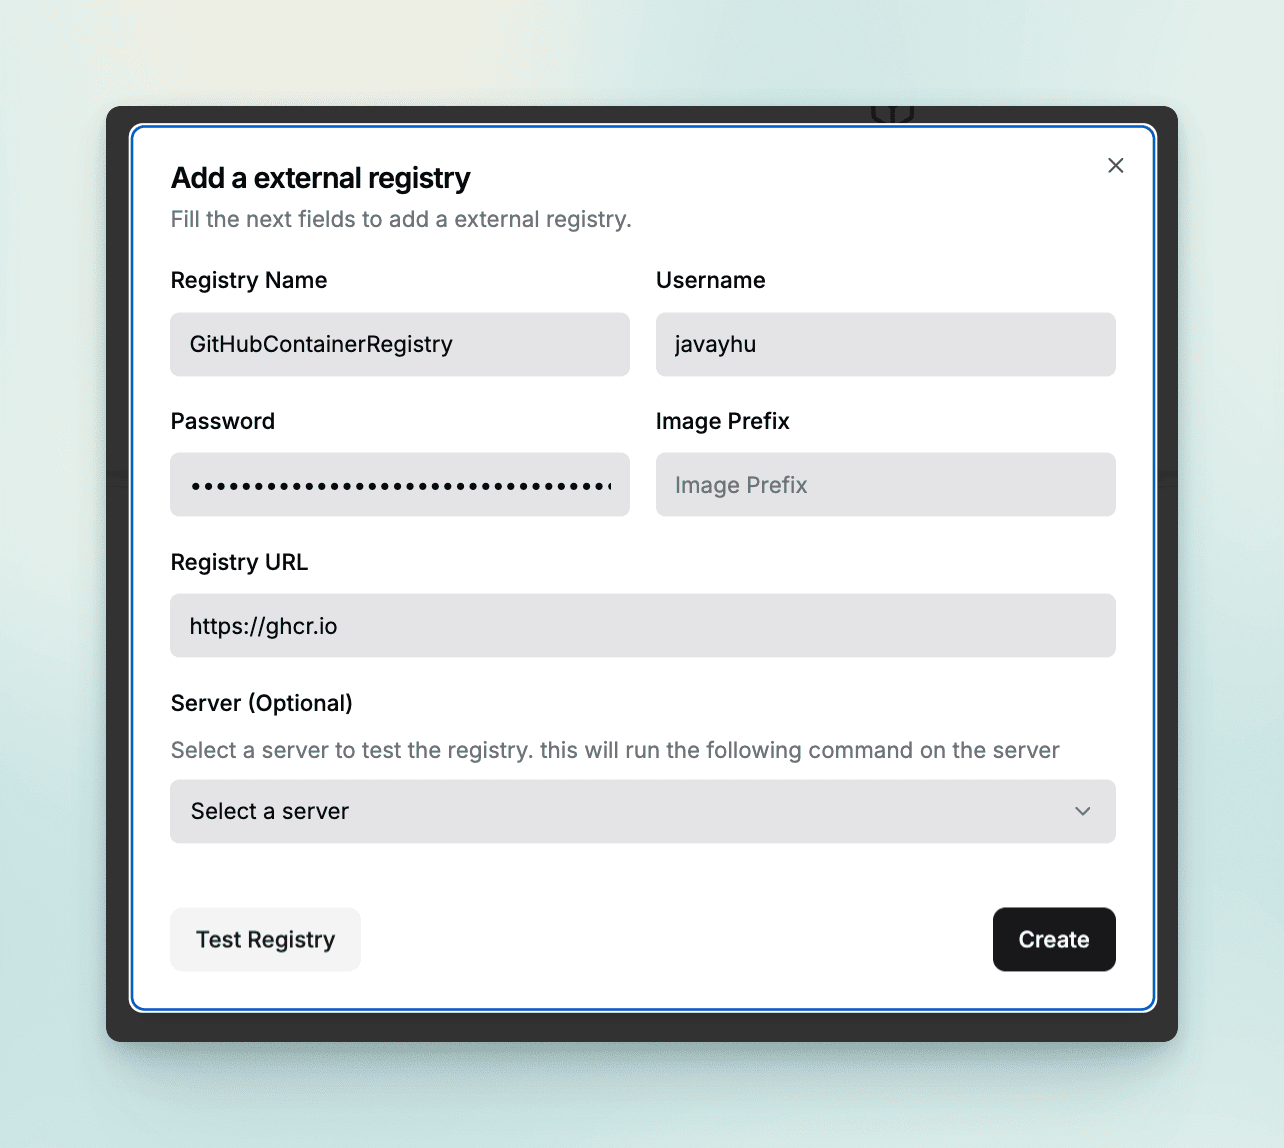 Add a external registry
Fill the next fields to add a external registry.
Registry Name
GitHubContainerRegistry
Username
javayhu
Password
••••••••••••••••••••••••••••••••••
Image Prefix
Image Prefix
Registry URL
https://ghcr.io
Server (Optional)
Select a server to test the registry. this will run the following command on the server
Select a server
Test Registry
Create